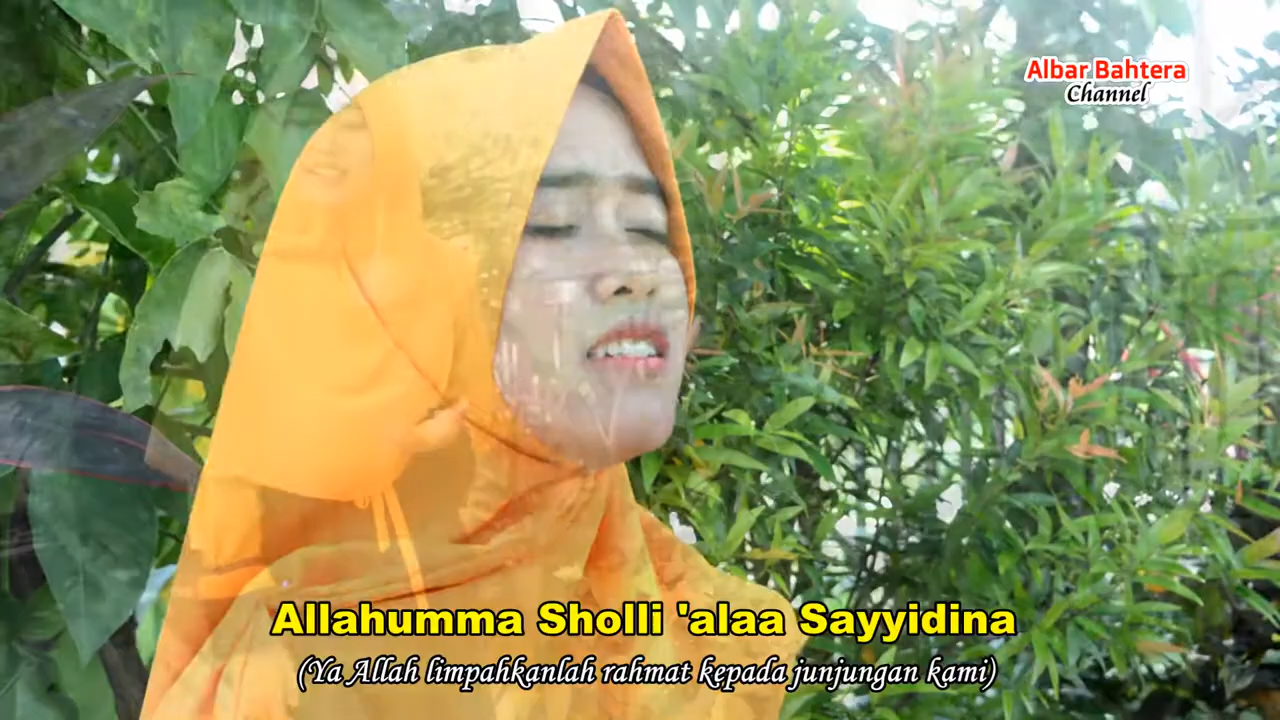 Albar Bahtera
Channel
Allahumma Sholli 'alaa Sayyidina
(Ya Allah limpahkanlah rahmat kepada junjungan kami)